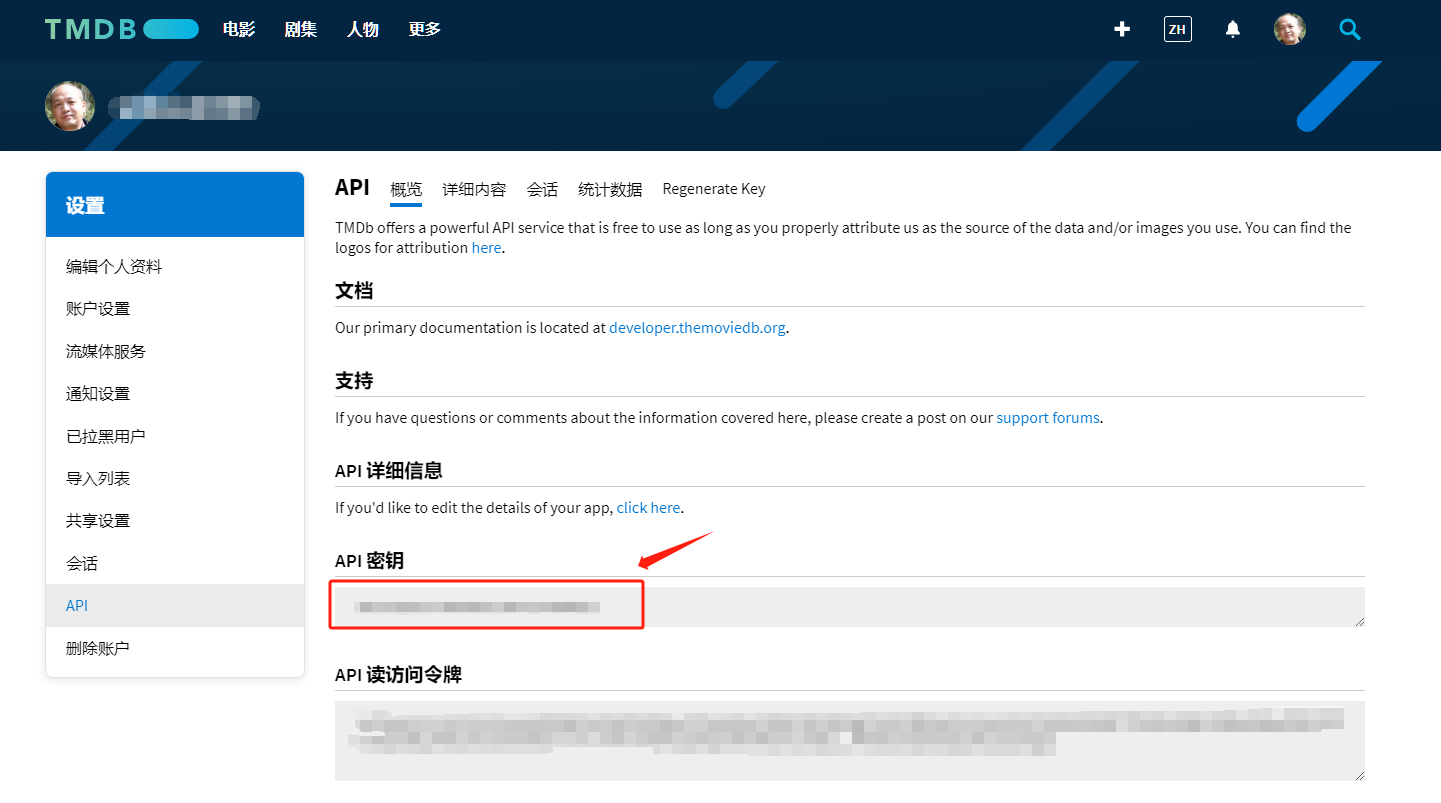 TMDB 电影 剧集 人物 更多 ZH
设置
编辑个人资料
账户设置
流媒体服务
通知设置
已拉黑用户
导入列表
共享设置
会话
API
删除账户
API 概览 详细内容 会话 统计数据 Regenerate Key
TMDb offers a powerful API service that is free to use as long as you properly attribute us as the source of the data and/or images you use. You can find the
logos for attribution here.
文档
Our primary documentation is located at developer.themoviedb.org.
支持
If you have questions or comments about the information covered here, please create a post on our support forums.
API 详细信息
If you'd like to edit the details of your app, click here.
API 密钥
API 读访问令牌